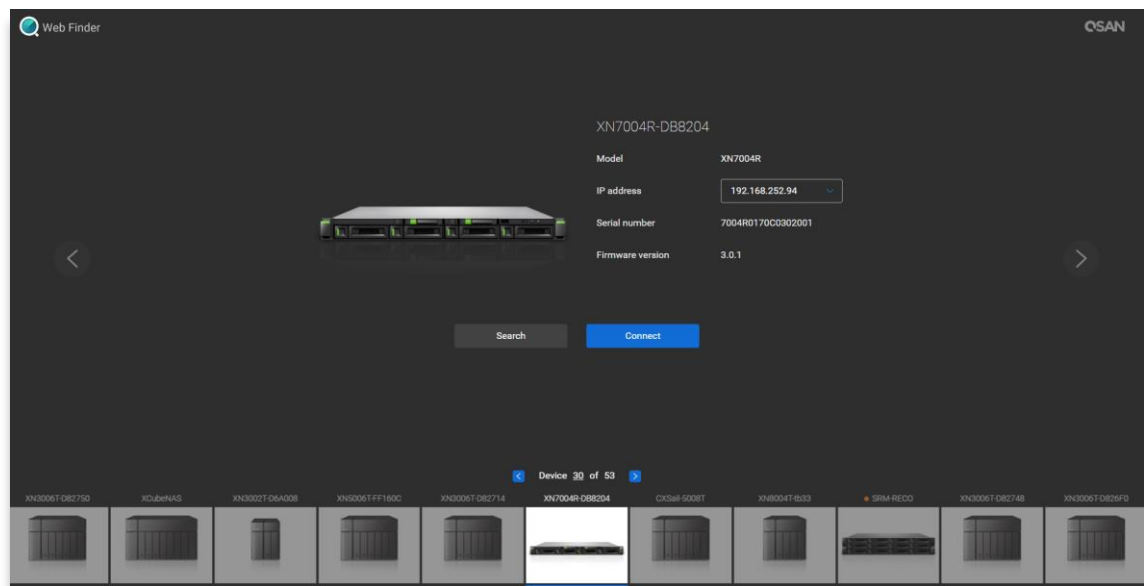 Web Finder
QSAN
XN7004R-DB8204
Model XN7004R
IP address 192.168.252.94
Serial number 7004R0170C0302001
Firmware version 3.0.1
Search Connect
Device 30 of 53
XN3006T-D82750 XCubeNAS XN3002T-D6A008 XN5006T-FF160C XN3006T-D82714 XN7004R-DB8204 CXSail-5008T XN8004T-tb33 SRM-RECO XN3006T-D8274B XN3006T-D826F0